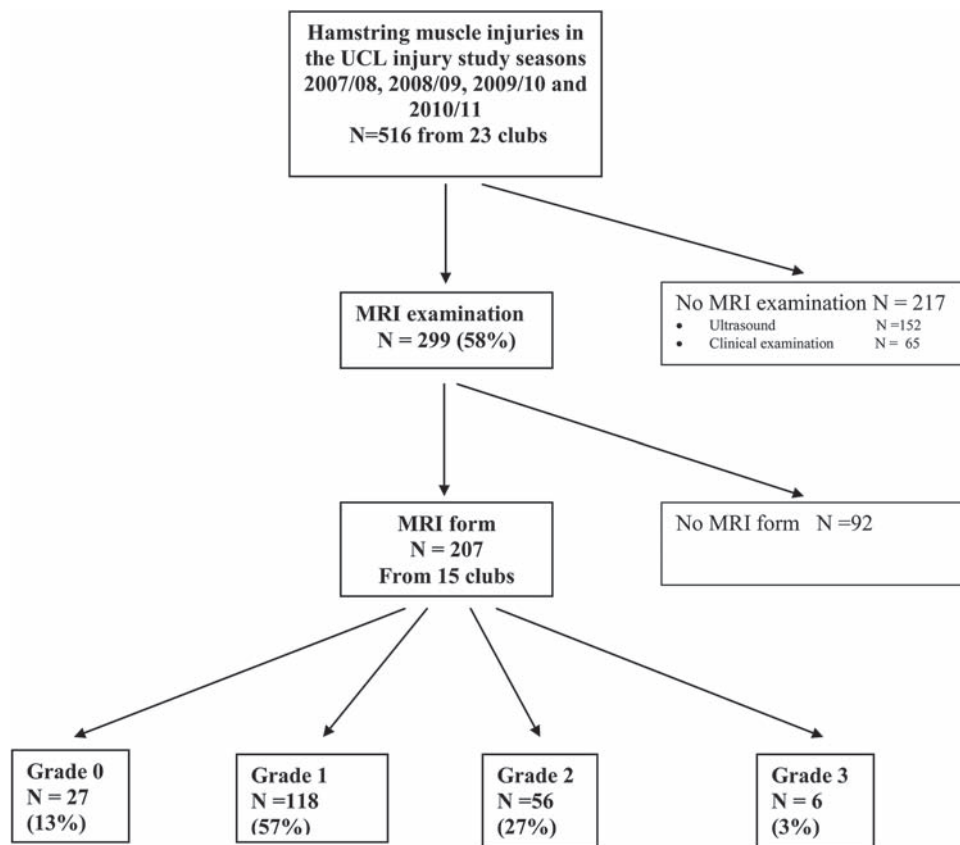 Hamstring muscle injuries in
the UCL injury study seasons
2007/08, 2008/09, 2009/10 and
2010/11
N=516 from 23 clubs
MRI examination
N = 299 (58%)
No MRI examination N = 217
• Ultrasound N =152
• Clinical examination N = 65
MRI form
N = 207
From 15 clubs
No MRI form N =92
Grade 0
N = 27
(13%)
Grade 1
N =118
(57%)
Grade 2
N =56
(27%)
Grade 3
N = 6
(3%)